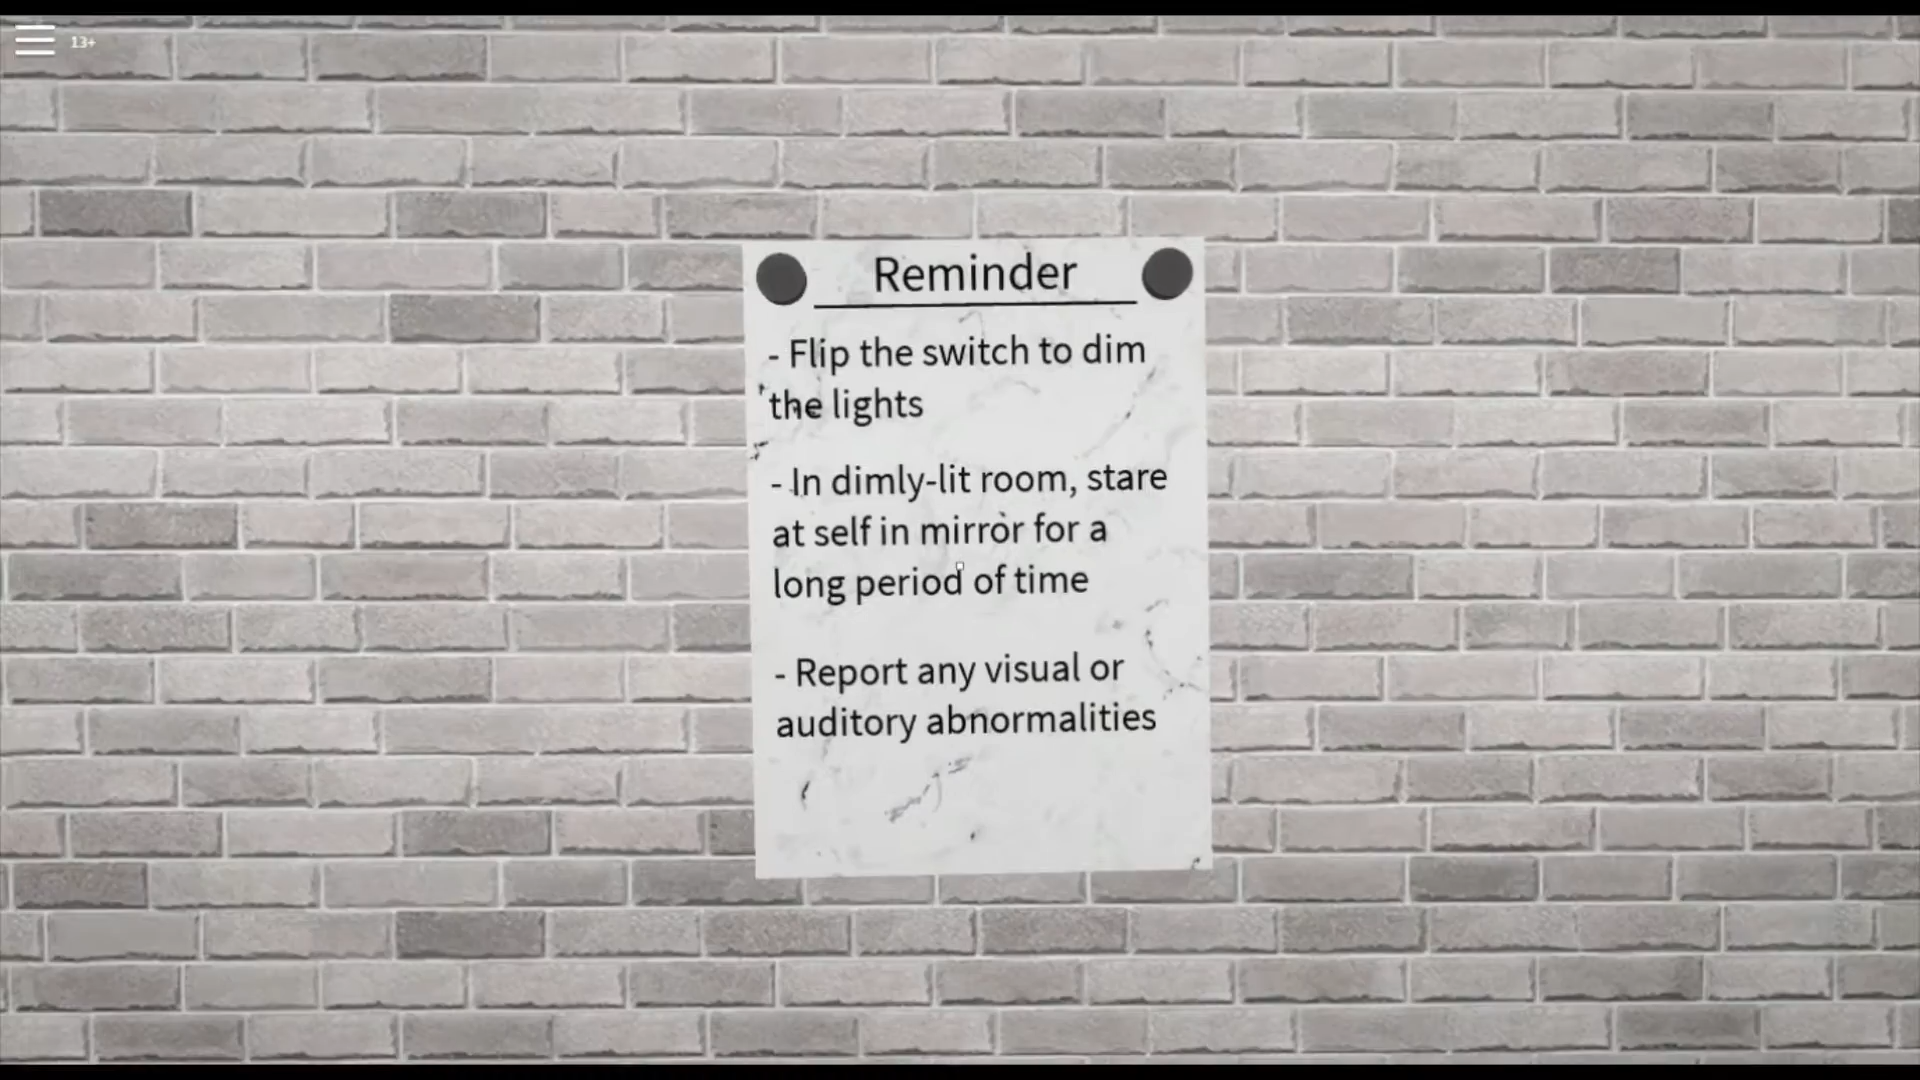 13+
Reminder
- Flip the switch to dim
the lights
- In dimly-lit room, stare
at self in mirror for a
long period of time
- Report any visual or
auditory abnormalities